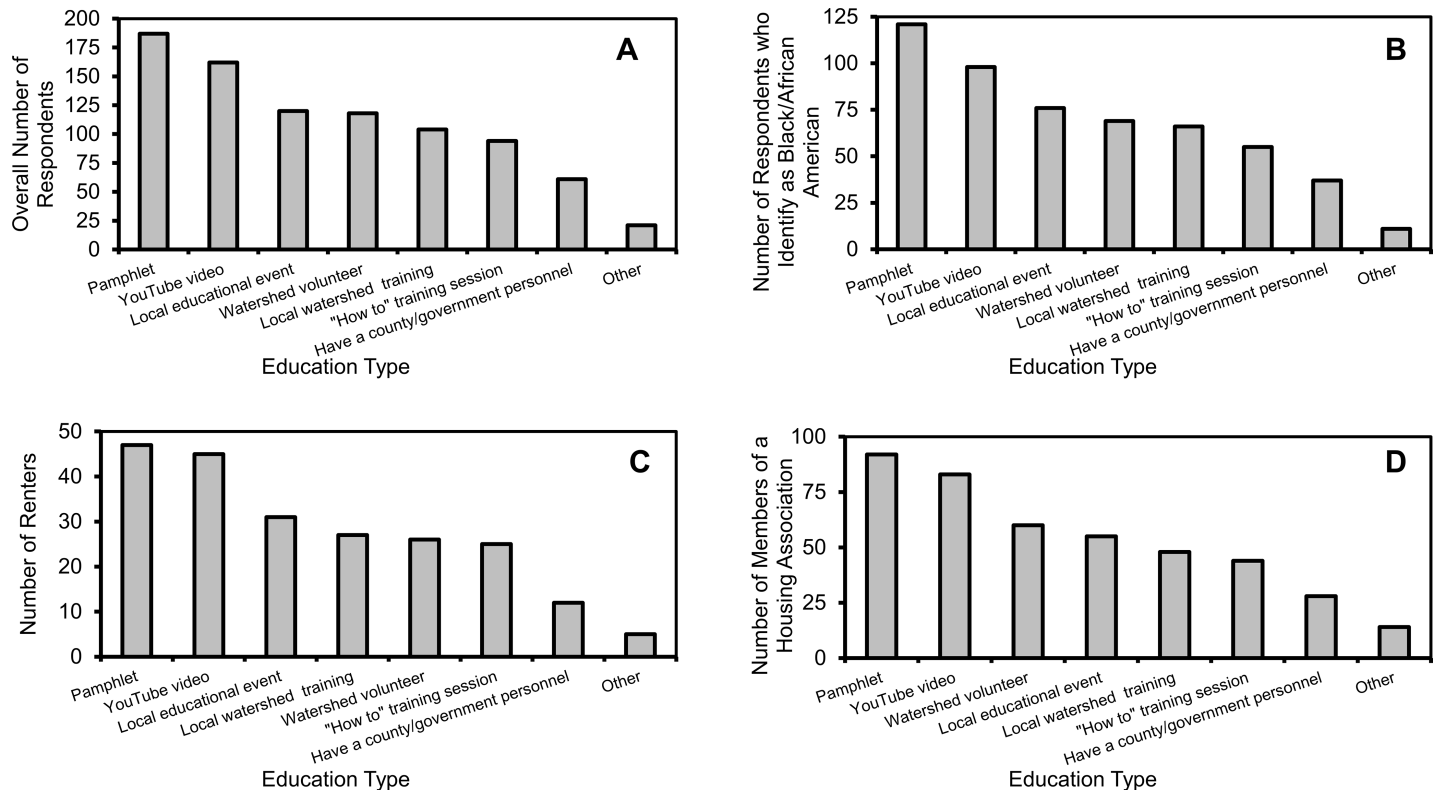 Overall Number of
Respondents
200
175
150
125
100
75
50
25
0
A
Pamphlet
YouTube video
Local educational event
Watershed volunteer
Local watershed training
"How to" training session
Have a county/government personnel
Other
Education Type
Number of Respondents who
Identify as Black/African
American
125
100
75
50
25
0
B
Pamphlet
YouTube video
Local educational event
Watershed volunteer
Local watershed training
"How to" training session
Have a county/government personnel
Other
Education Type
Number of Renters
50
40
30
20
10
0
C
Pamphlet
YouTube video
Local educational event
Local watershed training
Watershed volunteer
"How to" training session
Have a county/government personnel
Other
Education Type
Number of Members of a
Housing Association
100
75
50
25
0
D
Pamphlet
YouTube video
Watershed volunteer
Local educational event
Local watershed training
"How to" training session
Have a county/government personnel
Other
Education Type